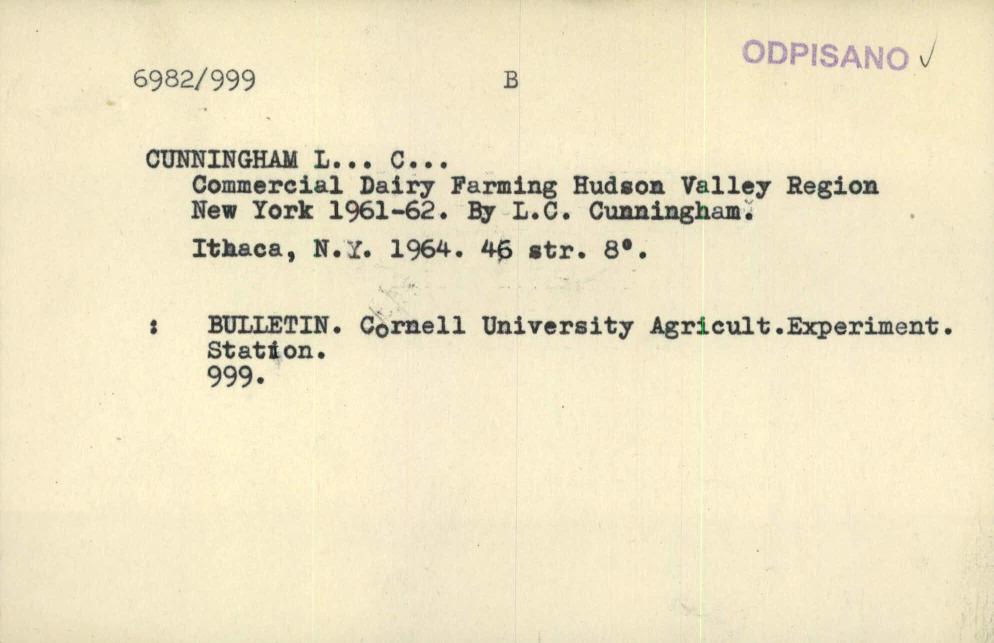 ODPISANO ✓
6982/999 B
CUNNINGHAM L... C...
Commercial Dairy Farming Hudson Valley Region
New York 1961-62. By L.C. Cunningham.
Ithaca, N.Y. 1964. 46 str. 8°.
: BULLETIN. Cornell University Agricult.Experiment.
Station.
999.